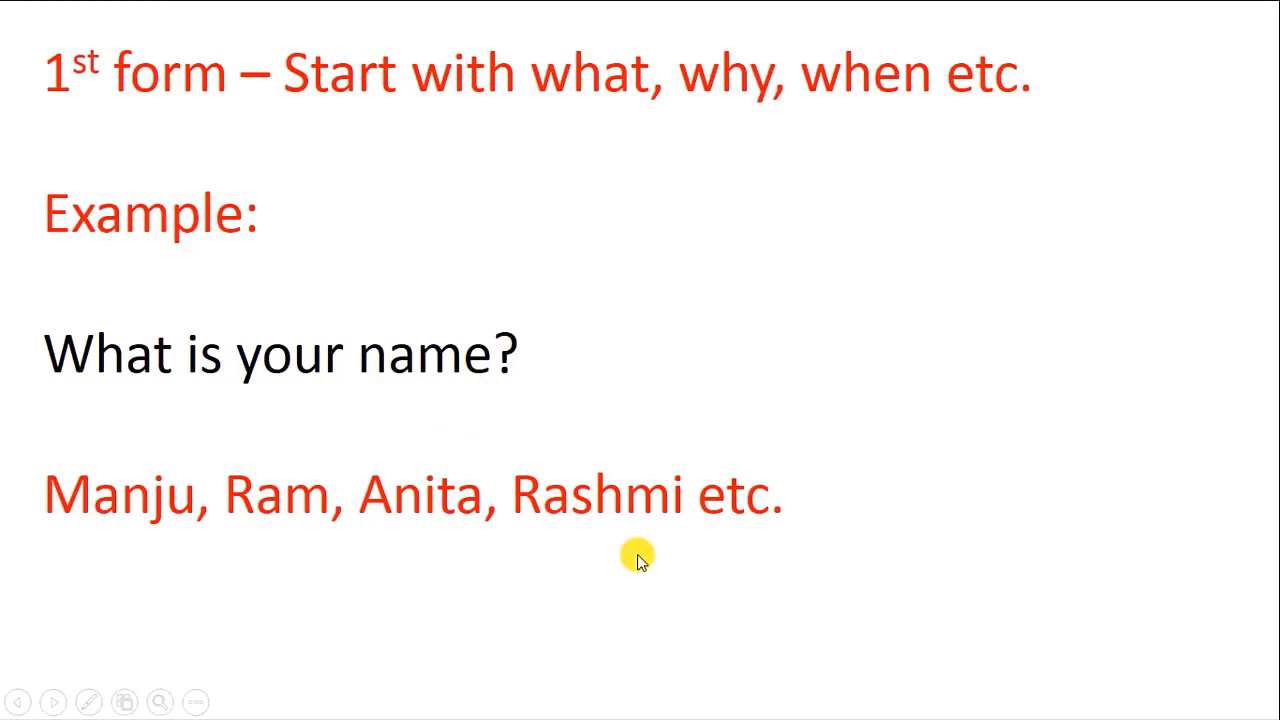 1st form – Start with what, why, when etc.
Example:
What is your name?
Manju, Ram, Anita, Rashmi etc.